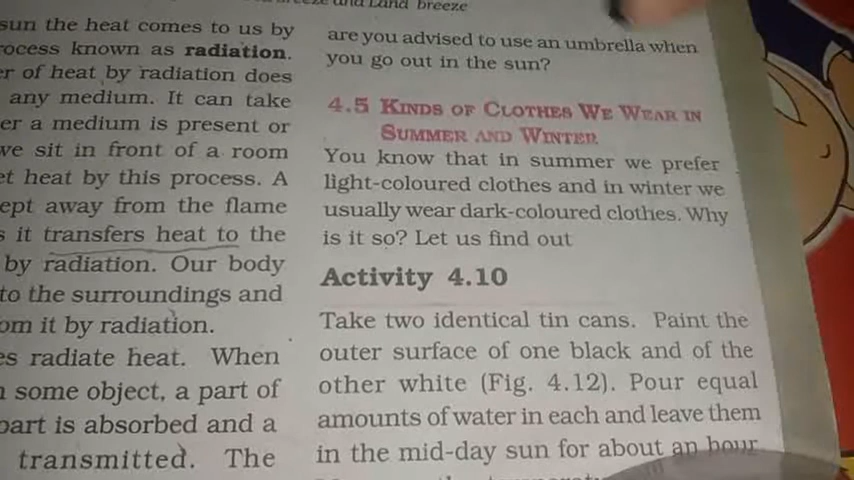 and Land breeze
sun the heat comes to us by
process known as radiation.
er of heat by radiation does
any medium. It can take
er a medium is present or
we sit in front of a room
et heat by this process. A
ept away from the flame
s it transfers heat to the
by radiation. Our body
to the surroundings and
om it by radiation.
es radiate heat. When
some object, a part of
part is absorbed and a
transmitted. The
are you advised to use an umbrella when
you go out in the sun?
4.5 KINDS OF CLOTHES WE WEAR IN
SUMMER AND WINTER
You know that in summer we prefer
light-coloured clothes and in winter we
usually wear dark-coloured clothes. Why
is it so? Let us find out
Activity 4.10
Take two identical tin cans. Paint the
outer surface of one black and of the
other white (Fig. 4.12). Pour equal
amounts of water in each and leave them
in the mid-day sun for about an hour